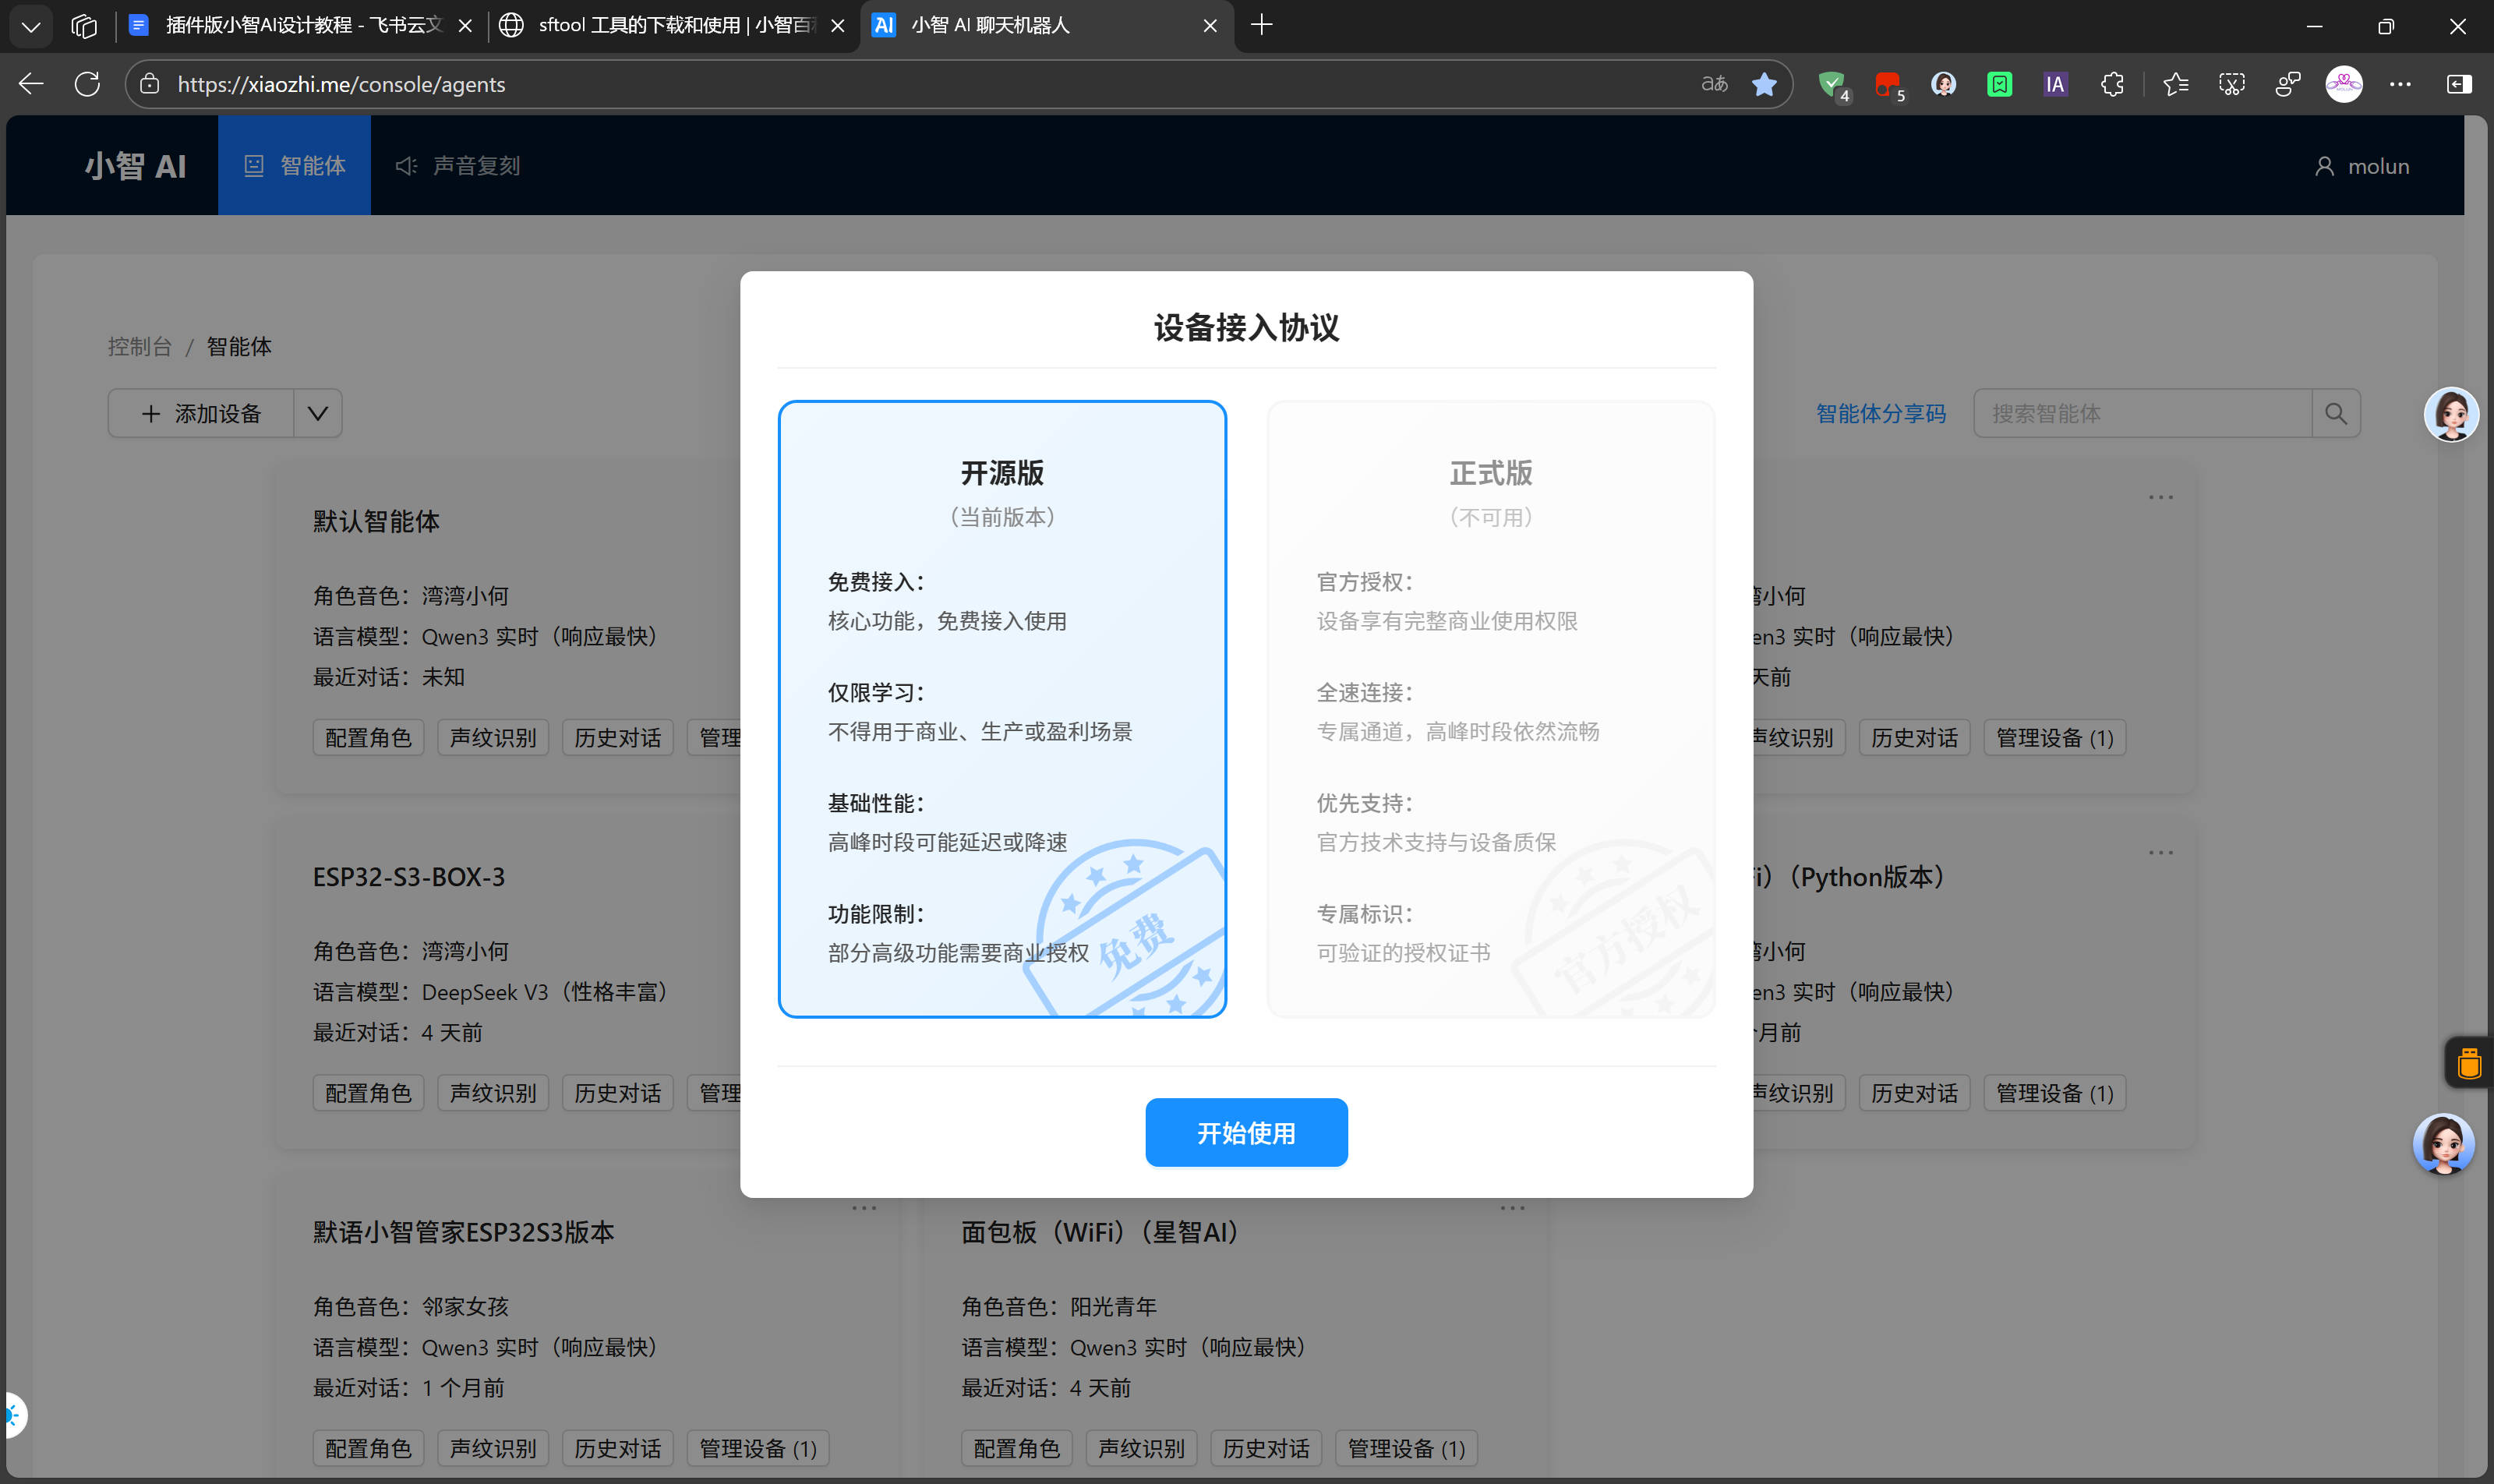 插件版小智AI设计教程 - 飞书云文
sftool 工具的下载和使用 | 小智百
小智 AI 聊天机器人
https://xiaozhi.me/console/agents
aあ
4
5
IA
小智 AI
智能体
声音复刻
molun
控制台 / 智能体
添加设备
智能体分享码
搜索智能体
设备接入协议
开源版
（当前版本）
免费接入：
核心功能，免费接入使用
仅限学习：
不得用于商业、生产或盈利场景
基础性能：
高峰时段可能延迟或降速
功能限制：
部分高级功能需要商业授权
免费
正式版
（不可用）
官方授权：
设备享有完整商业使用权限
全速连接：
专属通道，高峰时段依然流畅
优先支持：
官方技术支持与设备质保
专属标识：
可验证的授权证书
官方授权
开始使用
默认智能体
角色音色：湾湾小何
语言模型：Qwen3 实时（响应最快）
最近对话：未知
配置角色
声纹识别
历史对话
管理
小何
en3 实时（响应最快）
天前
声纹识别
历史对话
管理设备 (1)
ESP32-S3-BOX-3
角色音色：湾湾小何
语言模型：DeepSeek V3（性格丰富）
最近对话：4 天前
配置角色
声纹识别
历史对话
管理
i）（Python版本）
小何
en3 实时（响应最快）
月前
声纹识别
历史对话
管理设备 (1)
默语小智管家ESP32S3版本
角色音色：邻家女孩
语言模型：Qwen3 实时（响应最快）
最近对话：1 个月前
配置角色
声纹识别
历史对话
管理设备 (1)
面包板（WiFi）（星智AI）
角色音色：阳光青年
语言模型：Qwen3 实时（响应最快）
最近对话：4 天前
配置角色
声纹识别
历史对话
管理设备 (1)